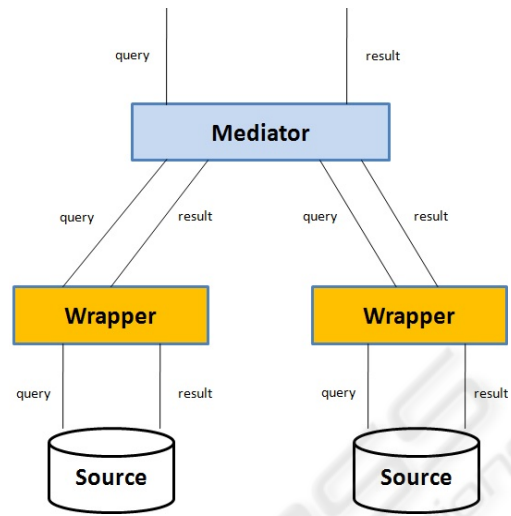 query
result
Mediator
query
result
query
result
Wrapper
Wrapper
query
result
query
result
Source
Source